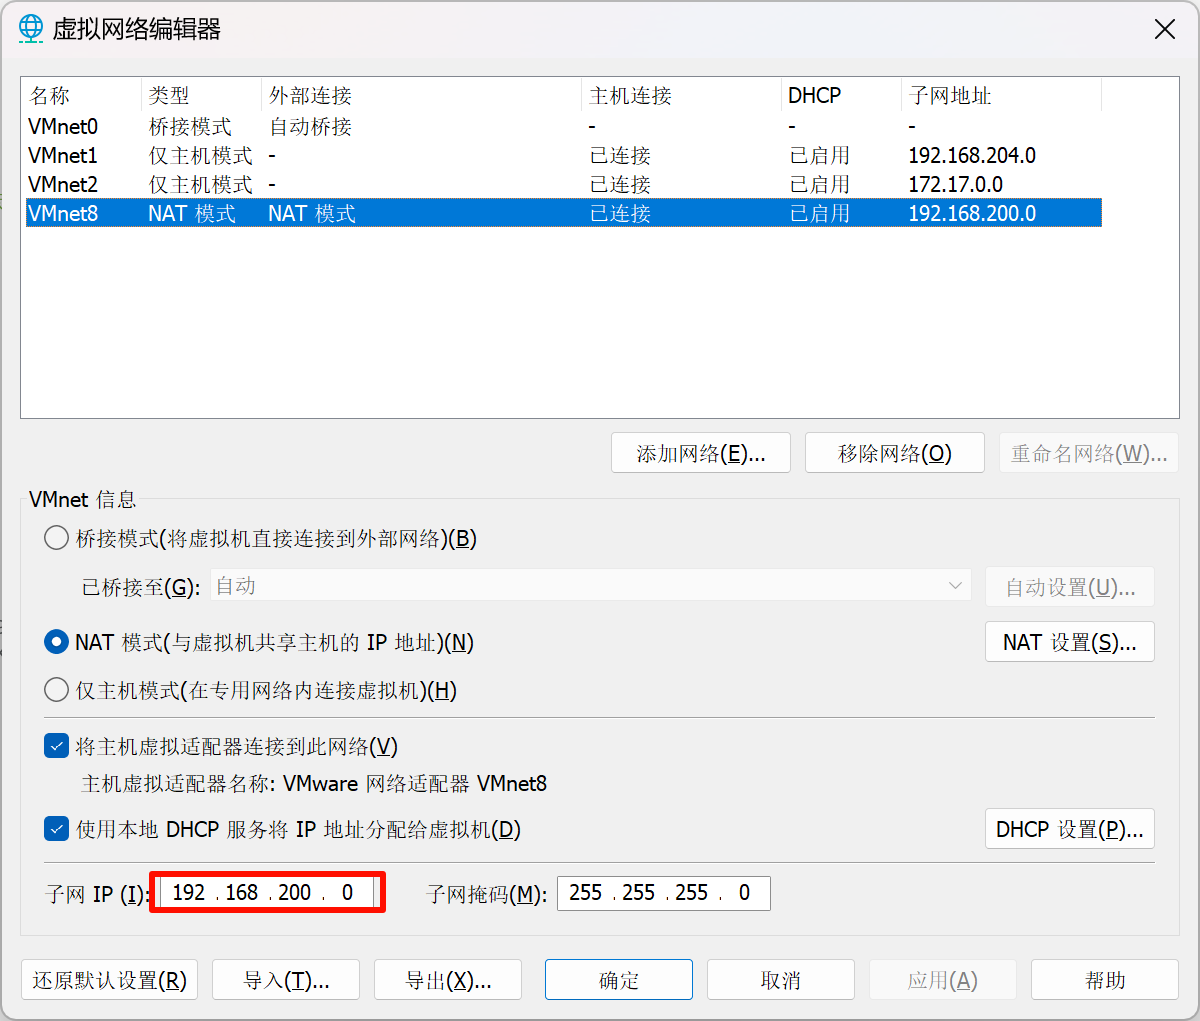 虚拟网络编辑器
名称 类型 外部连接 主机连接 DHCP 子网地址
VMnet0 桥接模式 自动桥接 - - -
VMnet1 仅主机模式 - 已连接 已启用 192.168.204.0
VMnet2 仅主机模式 - 已连接 已启用 172.17.0.0
VMnet8 NAT 模式 NAT 模式 已连接 已启用 192.168.200.0
添加网络(E)... 移除网络(O) 重命名网络(W)...
VMnet 信息
桥接模式(将虚拟机直接连接到外部网络)(B)
已桥接至(G): 自动 自动设置(U)...
NAT 模式(与虚拟机共享主机的 IP 地址)(N) NAT 设置(S)...
仅主机模式(在专用网络内连接虚拟机)(H)
将主机虚拟适配器连接到此网络(V)
主机虚拟适配器名称: VMware 网络适配器 VMnet8
使用本地 DHCP 服务将 IP 地址分配给虚拟机(D) DHCP 设置(P)...
子网 IP (I): 192 . 168 . 200 . 0 子网掩码(M): 255 . 255 . 255 . 0
还原默认设置(R) 导入(T)... 导出(X)... 确定 取消 应用(A) 帮助